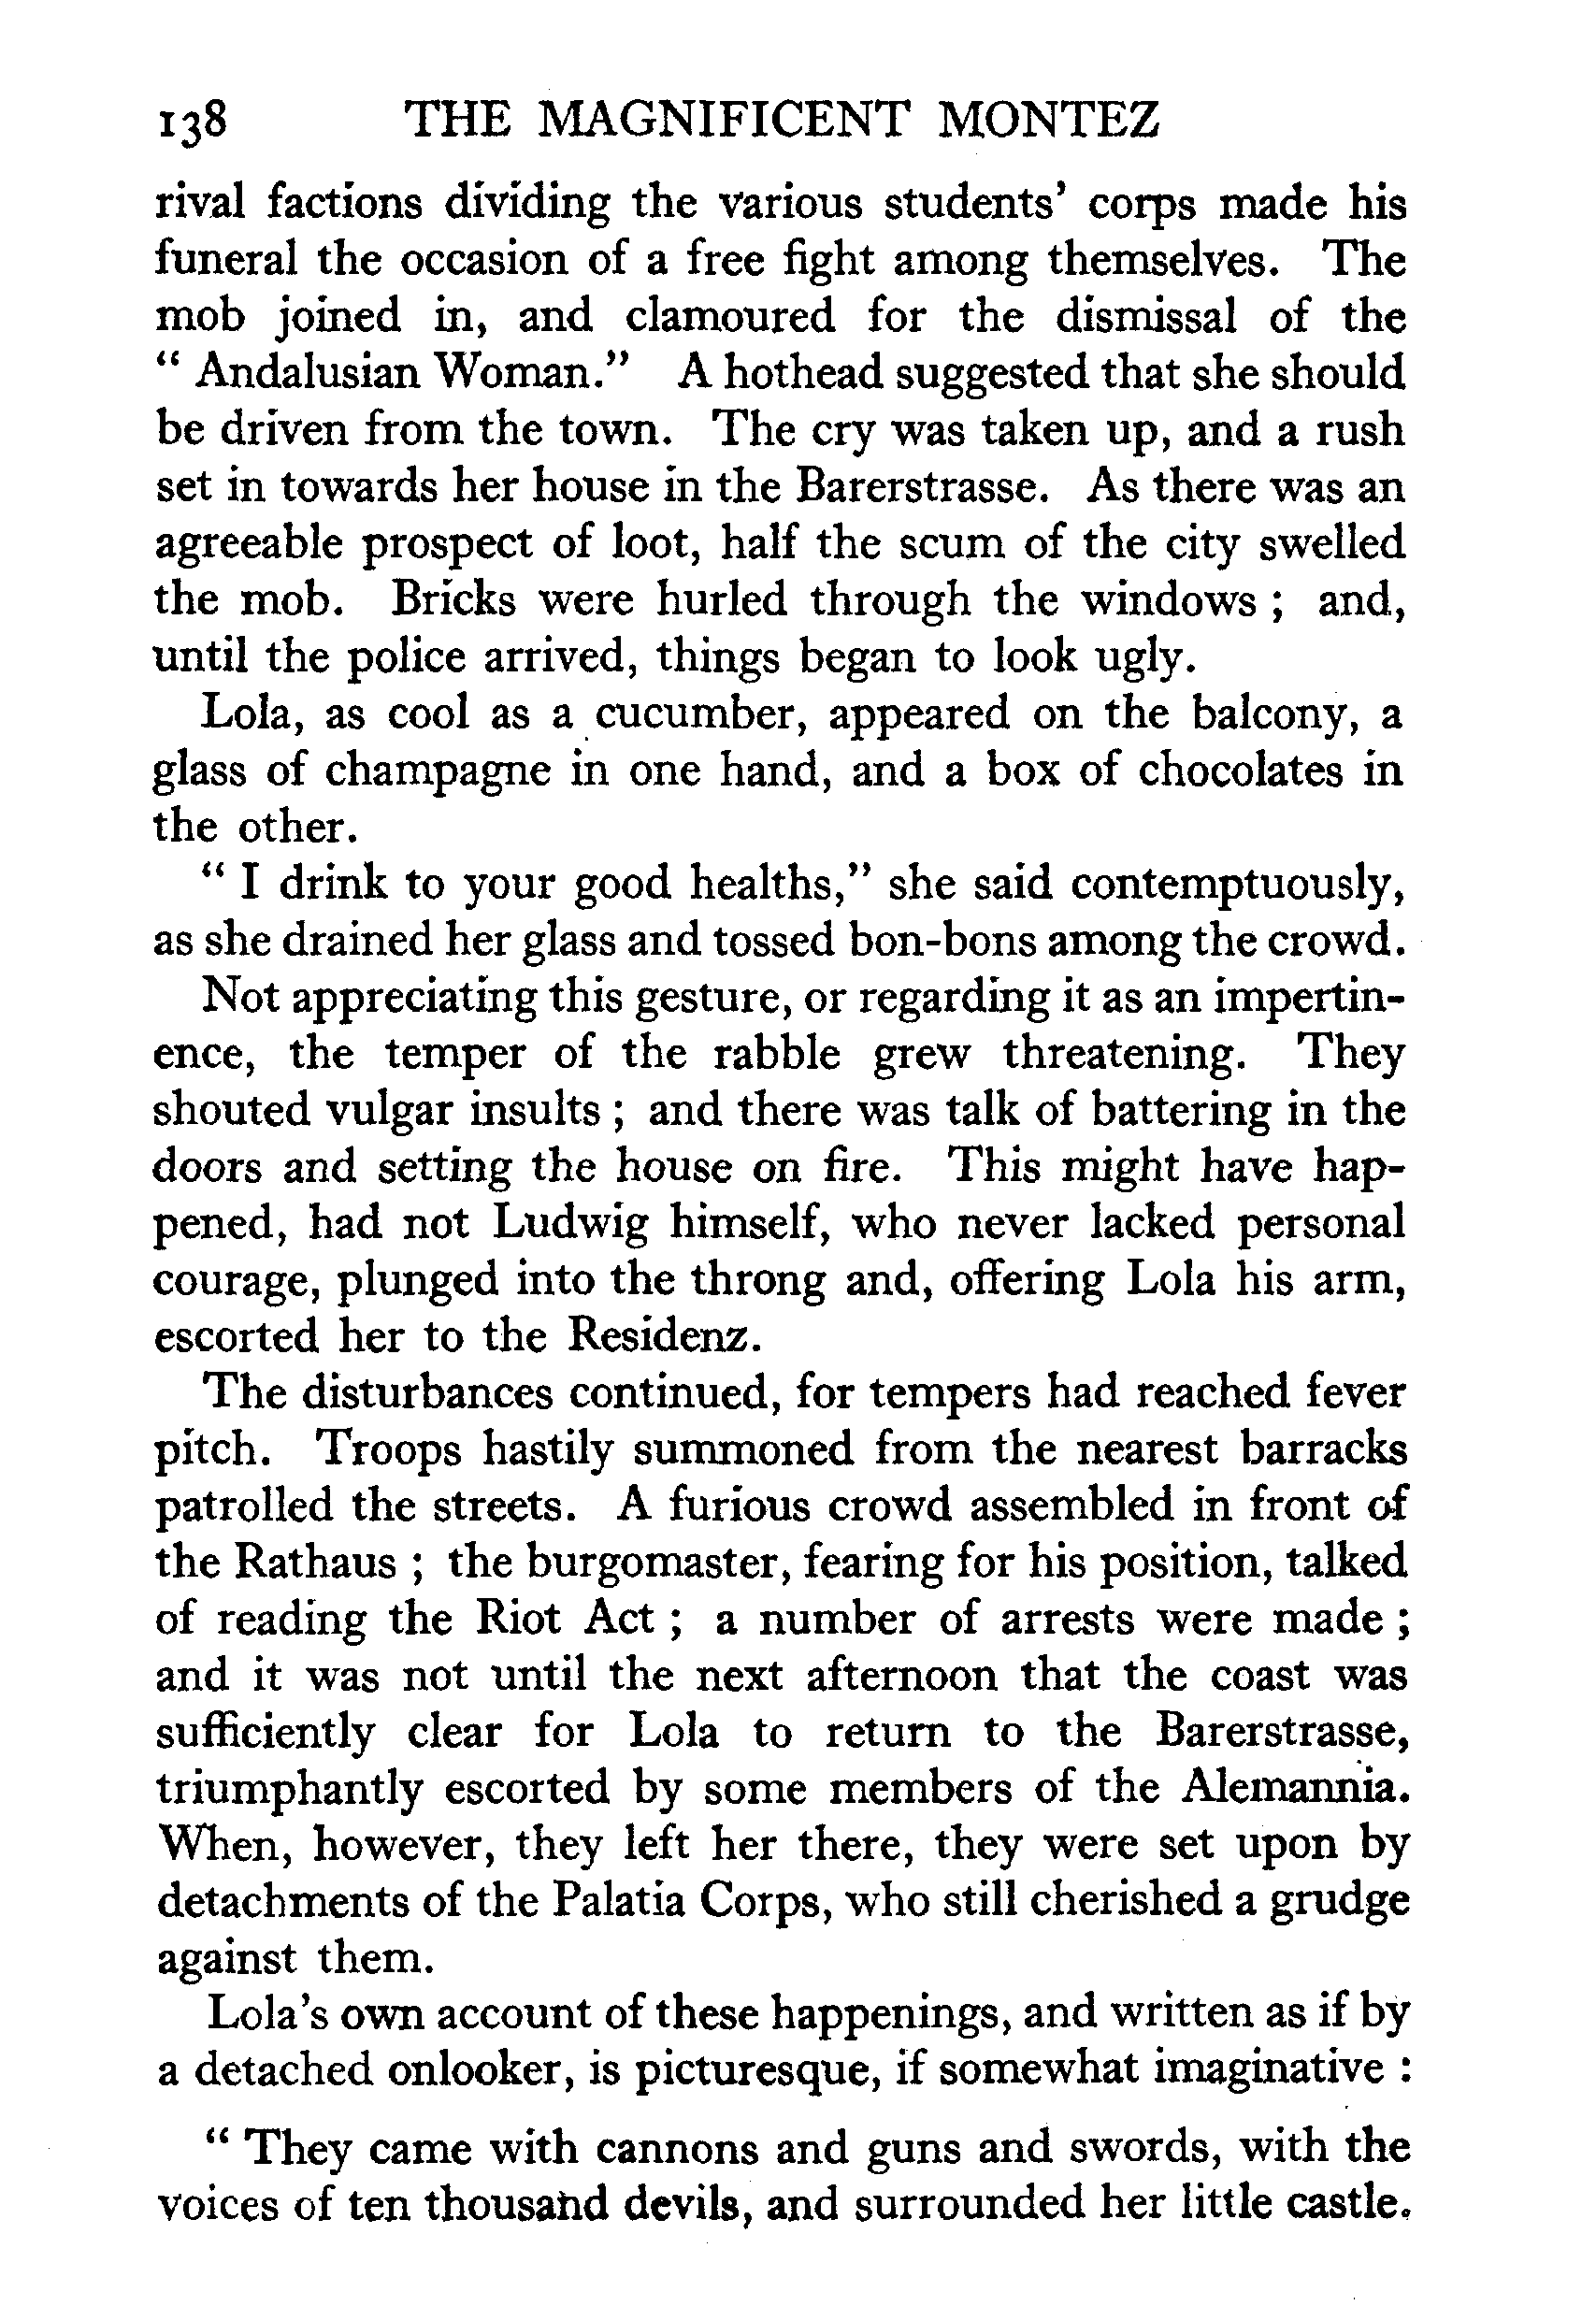 138 THE MAGNIFICENT MONTEZ
rival factions dividing the various students' corps made his
funeral the occasion of a free fight among themselves. The
mob joined in, and clamoured for the dismissal of the
“ Andalusian Woman.” A hothead suggested that she should
be driven from the town. The cry was taken up, and a rush
set in towards her house in the Barerstrasse. As there was an
agreeable prospect of loot, half the scum of the city swelled
the mob. Bricks were hurled through the windows ; and,
until the police arrived, things began to look ugly.
Lola, as cool as a cucumber, appeared on the balcony, a
glass of champagne in one hand, and a box of chocolates in
the other.
“ I drink to your good healths,” she said contemptuously,
as she drained her glass and tossed bon-bons among the crowd.
Not appreciating this gesture, or regarding it as an impertin-
ence, the temper of the rabble grew threatening. They
shouted vulgar insults ; and there was talk of battering in the
doors and setting the house on fire. This might have hap-
pened, had not Ludwig himself, who never lacked personal
courage, plunged into the throng and, offering Lola his arm,
escorted her to the Residenz.
The disturbances continued, for tempers had reached fever
pitch. Troops hastily summoned from the nearest barracks
patrolled the streets. A furious crowd assembled in front of
the Rathaus ; the burgomaster, fearing for his position, talked
of reading the Riot Act ; a number of arrests were made ;
and it was not until the next afternoon that the coast was
sufficiently clear for Lola to return to the Barerstrasse,
triumphantly escorted by some members of the Alemannia.
When, however, they left her there, they were set upon by
detachments of the Palatia Corps, who still cherished a grudge
against them.
Lola's own account of these happenings, and written as if by
a detached onlooker, is picturesque, if somewhat imaginative :
“ They came with cannons and guns and swords, with the
voices of ten thousand devils, and surrounded her little castle.